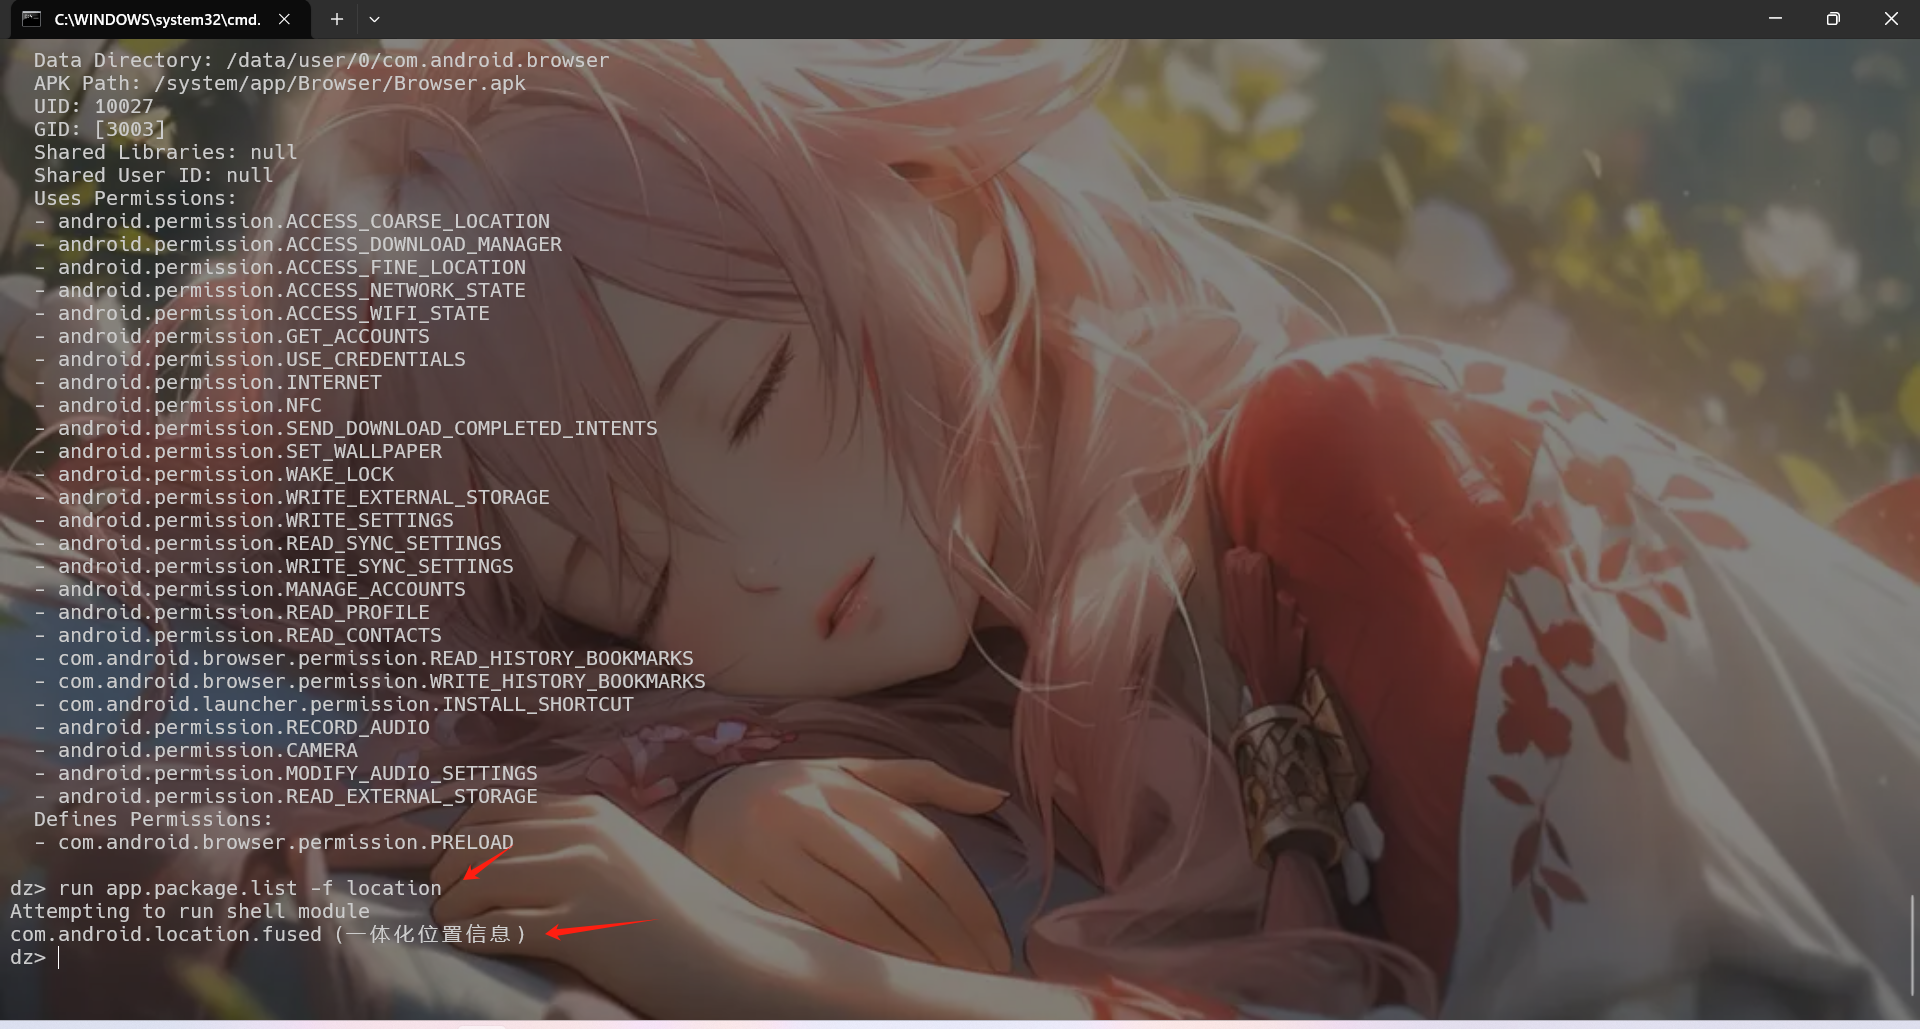 C:\WINDOWS\system32\cmd.
Data Directory: /data/user/0/com.android.browser
APK Path: /system/app/Browser/Browser.apk
UID: 10027
GID: [3003]
Shared Libraries: null
Shared User ID: null
Uses Permissions:
- android.permission.ACCESS_COARSE_LOCATION
- android.permission.ACCESS_DOWNLOAD_MANAGER
- android.permission.ACCESS_FINE_LOCATION
- android.permission.ACCESS_NETWORK_STATE
- android.permission.ACCESS_WIFI_STATE
- android.permission.GET_ACCOUNTS
- android.permission.USE_CREDENTIALS
- android.permission.INTERNET
- android.permission.NFC
- android.permission.SEND_DOWNLOAD_COMPLETED_INTENTS
- android.permission.SET_WALLPAPER
- android.permission.WAKE_LOCK
- android.permission.WRITE_EXTERNAL_STORAGE
- android.permission.WRITE_SETTINGS
- android.permission.READ_SYNC_SETTINGS
- android.permission.WRITE_SYNC_SETTINGS
- android.permission.MANAGE_ACCOUNTS
- android.permission.READ_PROFILE
- android.permission.READ_CONTACTS
- com.android.browser.permission.READ_HISTORY_BOOKMARKS
- com.android.browser.permission.WRITE_HISTORY_BOOKMARKS
- com.android.launcher.permission.INSTALL_SHORTCUT
- android.permission.RECORD_AUDIO
- android.permission.CAMERA
- android.permission.MODIFY_AUDIO_SETTINGS
- android.permission.READ_EXTERNAL_STORAGE
Defines Permissions:
- com.android.browser.permission.PRELOAD
dz> run app.package.list -f location
Attempting to run shell module
com.android.location.fused (一体化位置信息)
dz>